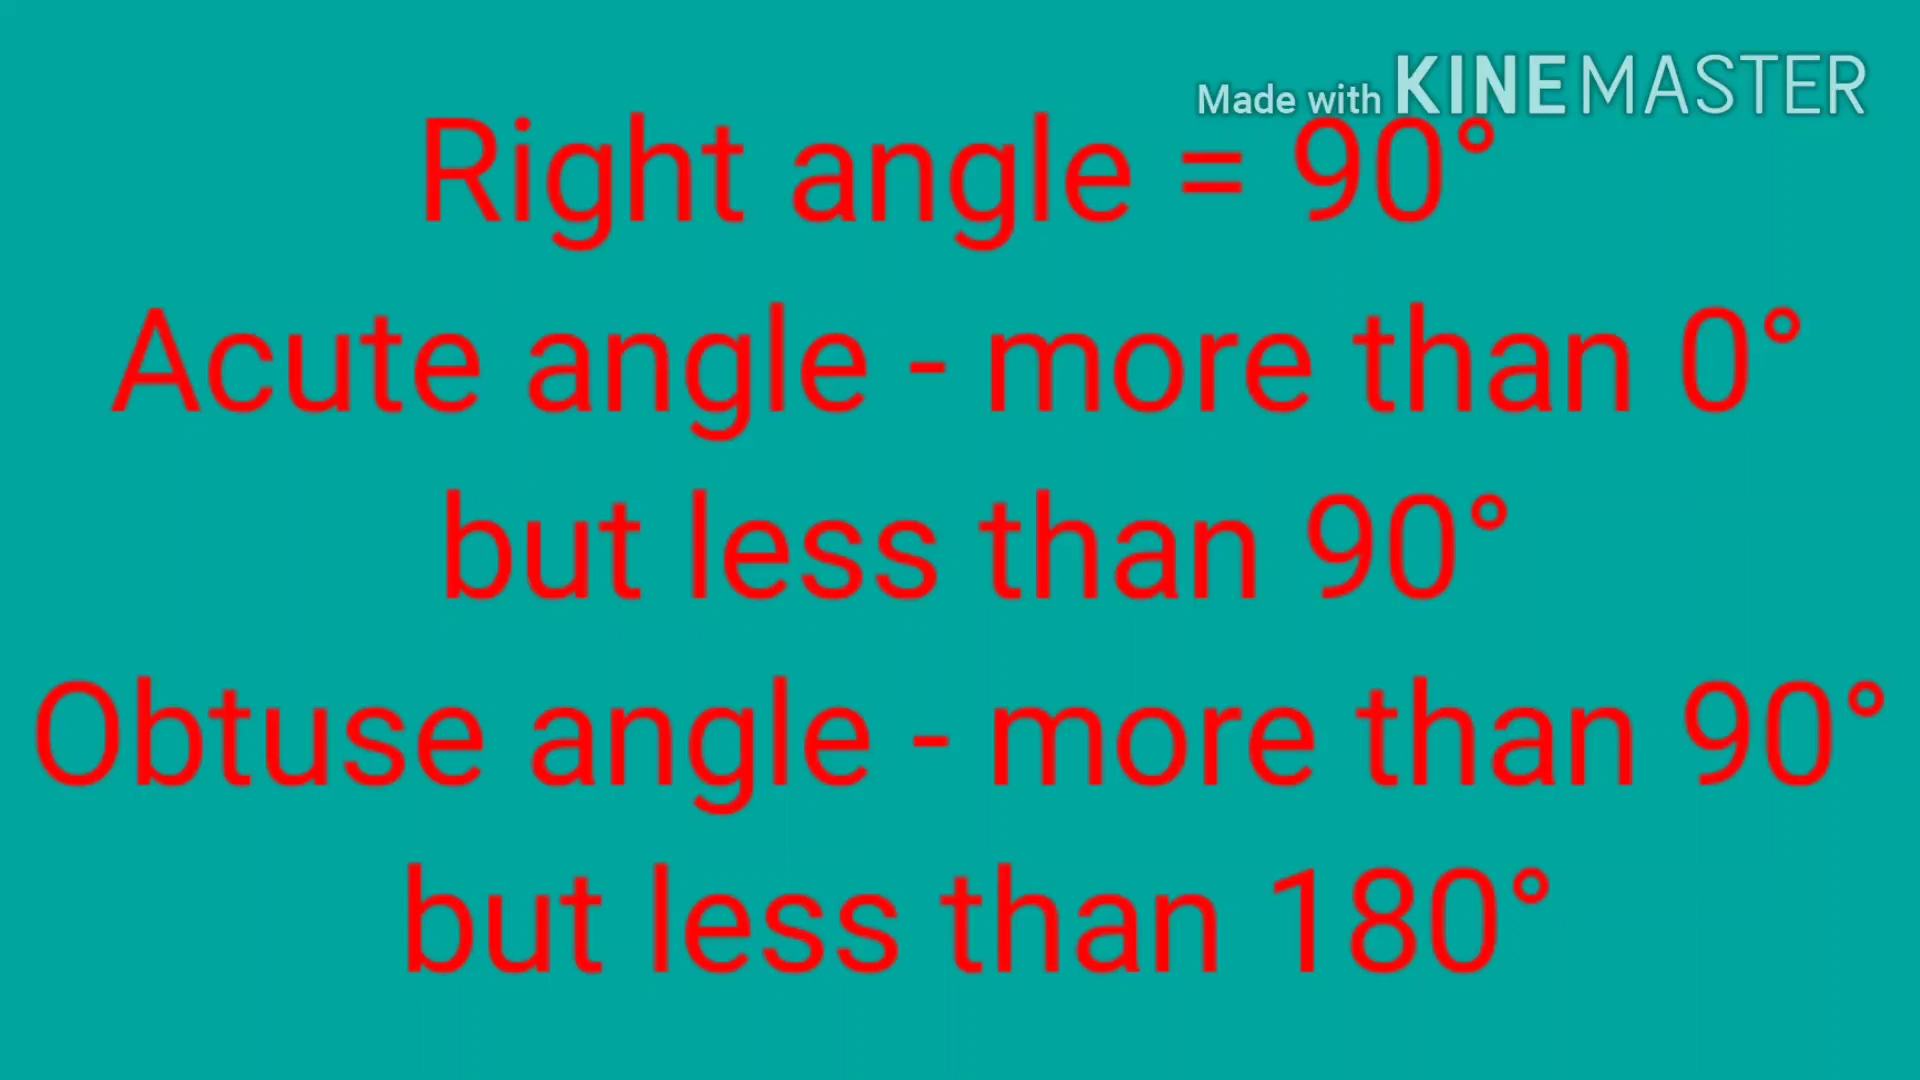 Made with KINEMASTER
Right angle = 90°
Acute angle - more than 0°
but less than 90°
Obtuse angle - more than 90°
but less than 180°